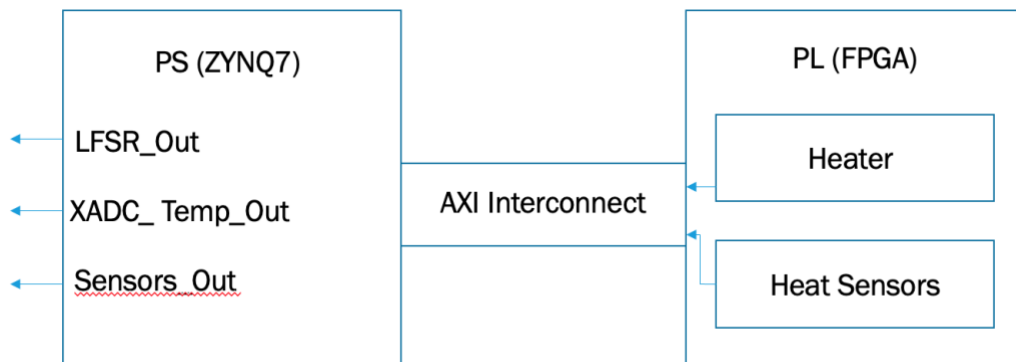 PS (ZYNQ7)
LFSR_Out
XADC_ Temp_Out
Sensors_Out
AXI Interconnect
PL (FPGA)
Heater
Heat Sensors